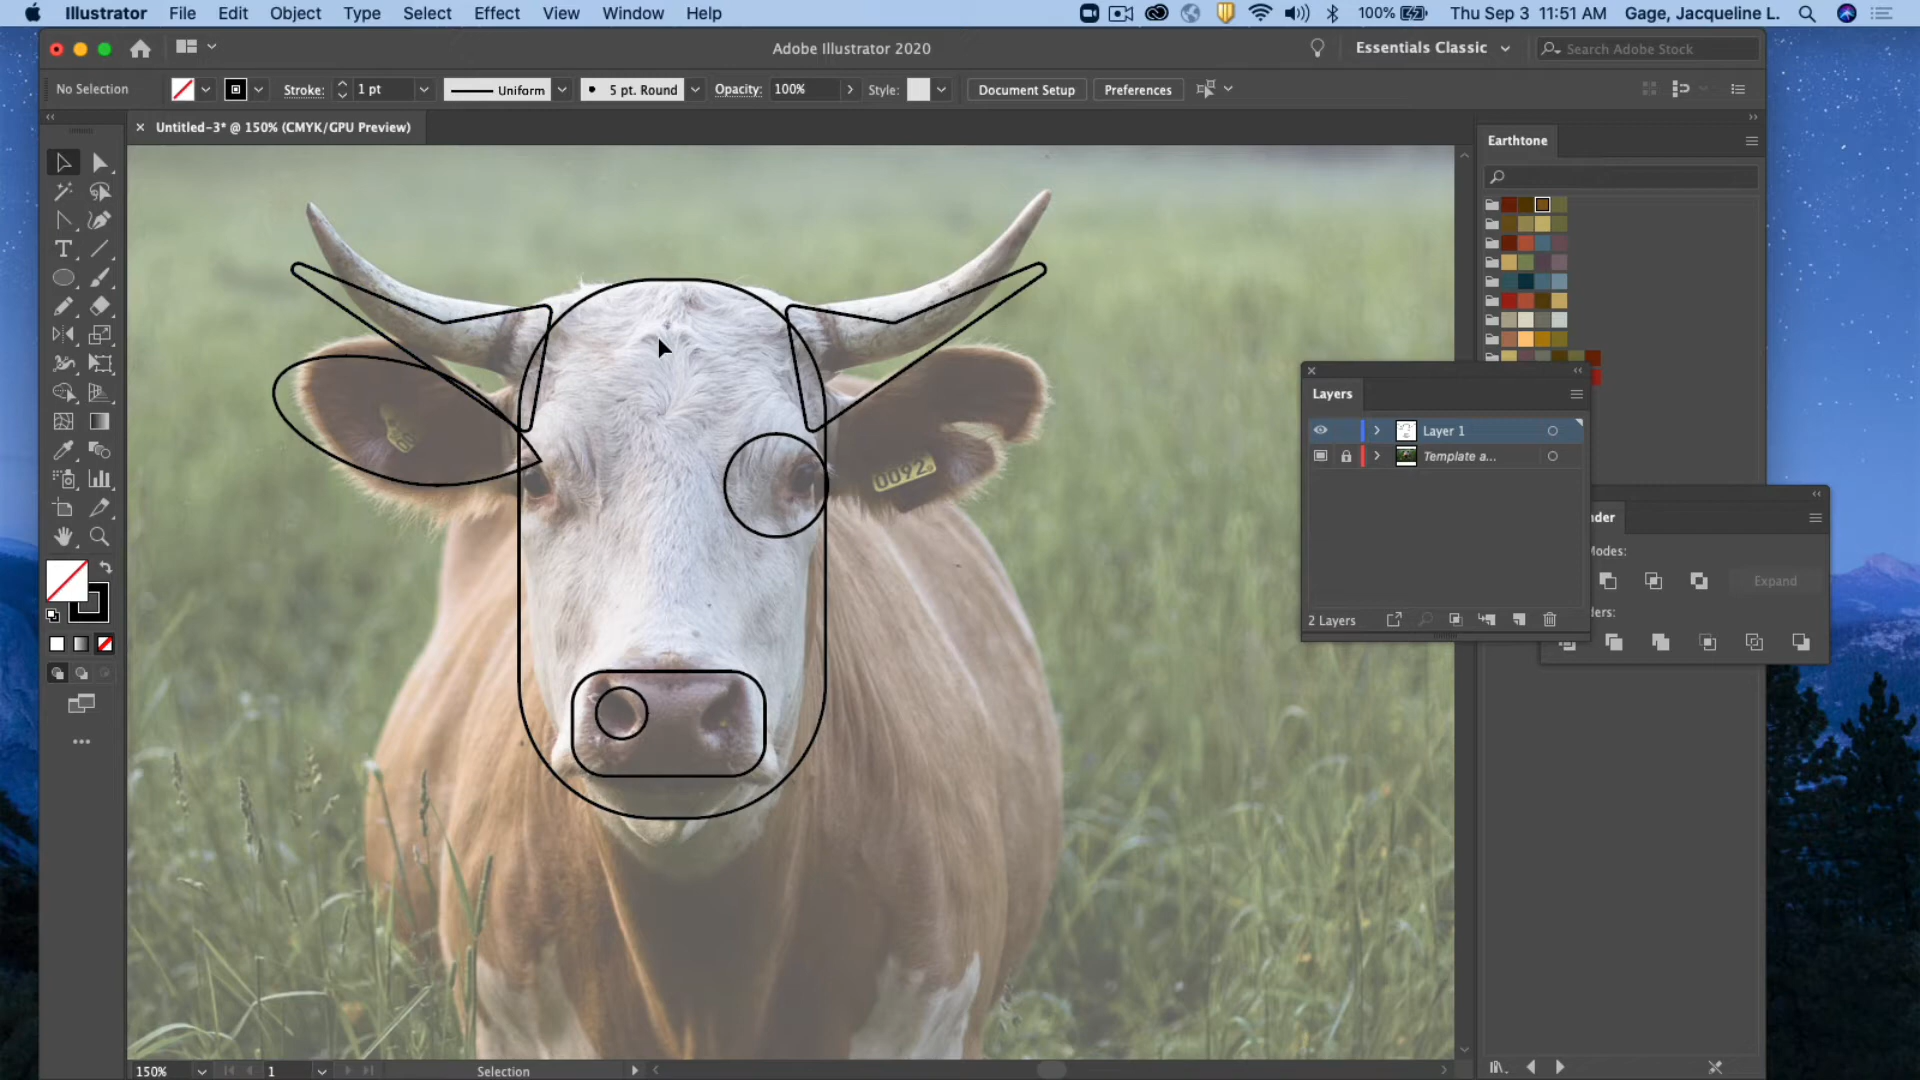 Illustrator File Edit Object Type Select Effect View Window Help 100% Thu Sep 3 11:51 AM Gage, Jacqueline L.
Adobe Illustrator 2020 Essentials Classic Search Adobe Stock
No Selection Stroke: 1 pt Uniform 5 pt. Round Opacity: 100% Style: Document Setup Preferences
Untitled-3* @ 150% (CMYK/GPU Preview)
Earthtone
Layers
Layer 1
Template a...
0092
2 Layers
nder
Modes:
Expand
ders:
150% 1 Selection